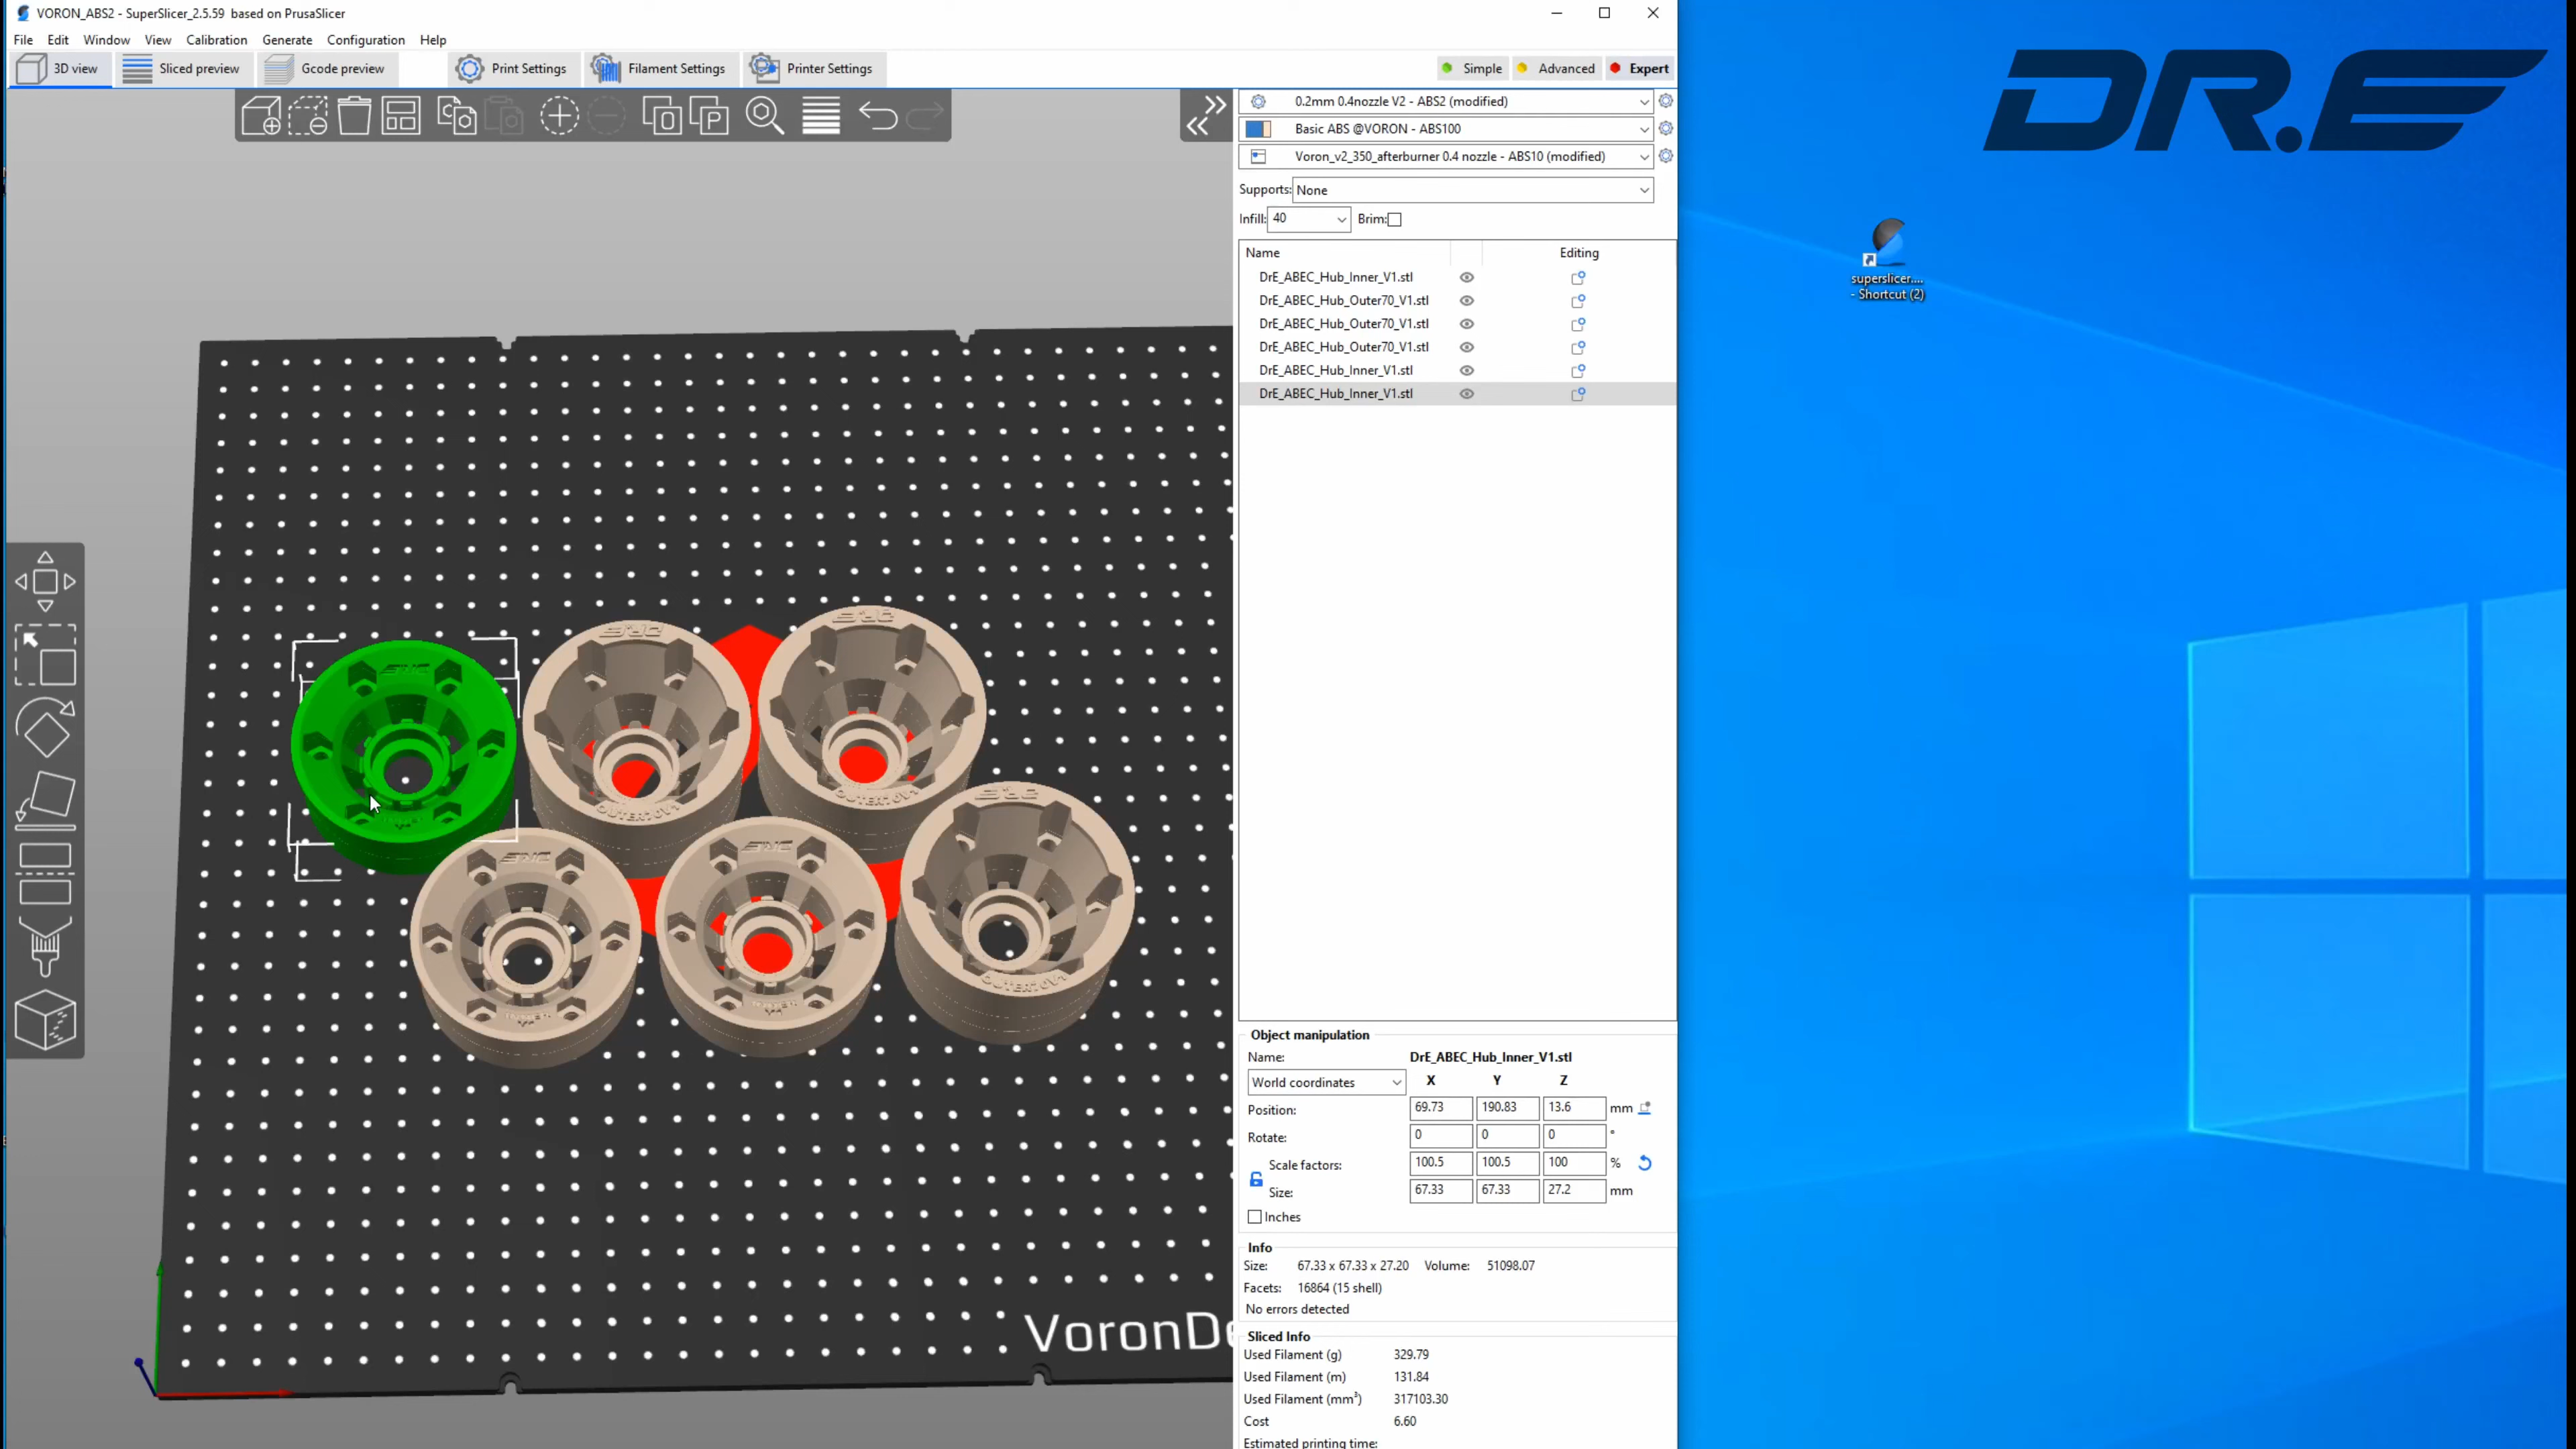 VORON_ABS2 - SuperSlicer_2.5.59 based on PrusaSlicer
File Edit Window View Calibration Generate Configuration Help
3D view Sliced preview Gcode preview Print Settings Filament Settings Printer Settings Simple Advanced Expert
DR.E
0.2mm 0.4nozzle V2 - ABS2 (modified)
Basic ABS @VORON - ABS100
Voron_v2_350_afterburner 0.4 nozzle - ABS10 (modified)
Supports: None
Infill: 40 Brim:
Name Editing
DrE_ABEC_Hub_Inner_V1.stl
DrE_ABEC_Hub_Outer70_V1.stl
DrE_ABEC_Hub_Outer70_V1.stl
DrE_ABEC_Hub_Outer70_V1.stl
DrE_ABEC_Hub_Inner_V1.stl
DrE_ABEC_Hub_Inner_V1.stl
superslicer....
- Shortcut (2)
VoronDe
Object manipulation
Name: DrE_ABEC_Hub_Inner_V1.stl
World coordinates X Y Z
Position: 69.73 190.83 13.6 mm
Rotate: 0 0 0 °
Scale factors: 100.5 100.5 100 %
Size: 67.33 67.33 27.2 mm
Inches
Info
Size: 67.33 x 67.33 x 27.20 Volume: 51098.07
Facets: 16864 (15 shell)
No errors detected
Sliced Info
Used Filament (g) 329.79
Used Filament (m) 131.84
Used Filament (mm³) 317103.30
Cost 6.60
Estimated printing time: